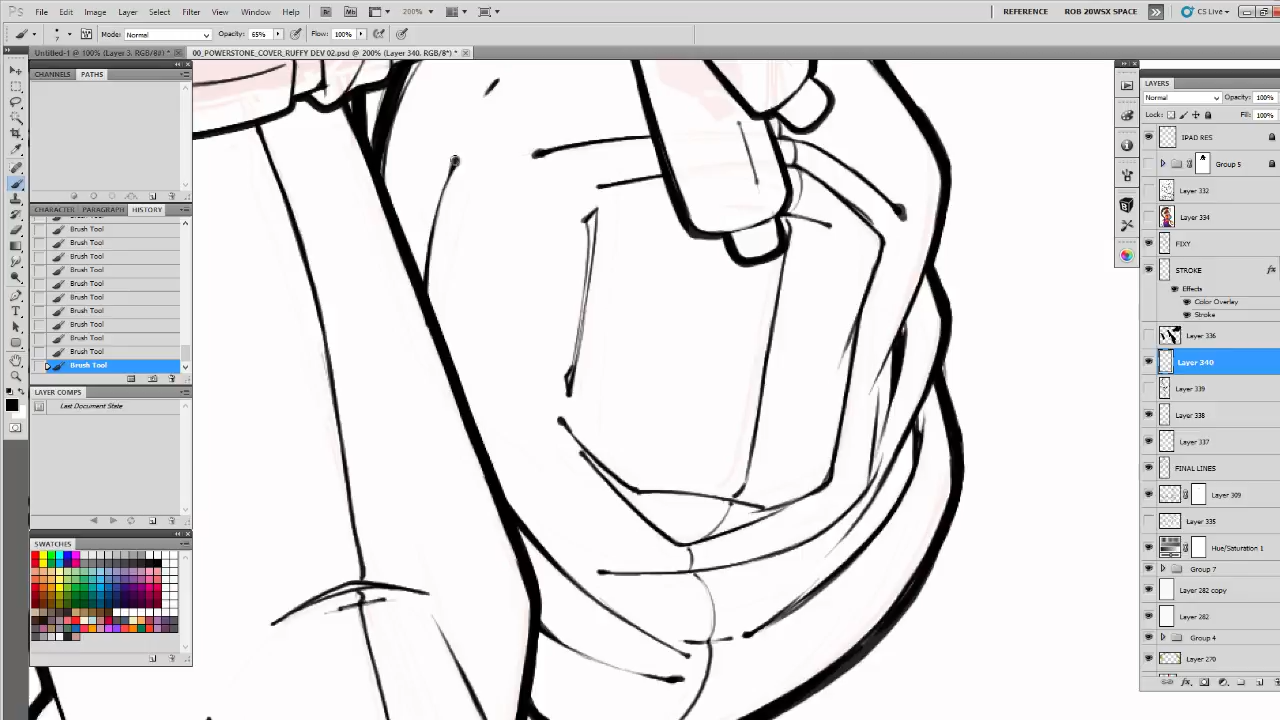 Ps File Edit Image Layer Select Filter View Window Help Br Mb 200% REFERENCE ROB 20WSX SPACE CS Live
Mode: Normal Opacity: 65% Flow: 100%
Untitled-1 @ 100% (Layer 3, RGB/8#) * 00_POWERSTONE_COVER_RUFFY DEV 02.psd @ 200% (Layer 340, RGB/8*) *
CHANNELS PATHS
CHARACTER PARAGRAPH HISTORY
Brush Tool
Brush Tool
Brush Tool
Brush Tool
Brush Tool
Brush Tool
Brush Tool
Brush Tool
Brush Tool
Brush Tool
Brush Tool
LAYER COMPS
Last Document State
SWATCHES
LAYERS
Normal Opacity: 100%
Lock: Fill: 100%
IPAD RES
Group 5
Layer 332
Layer 334
FIXY
STROKE fx
Effects
Color Overlay
Stroke
Layer 336
Layer 340
Layer 339
Layer 338
Layer 337
FINAL LINES
Layer 309
Layer 335
Hue/Saturation 1
Group 7
Layer 282 copy
Layer 282
Group 4
Layer 270